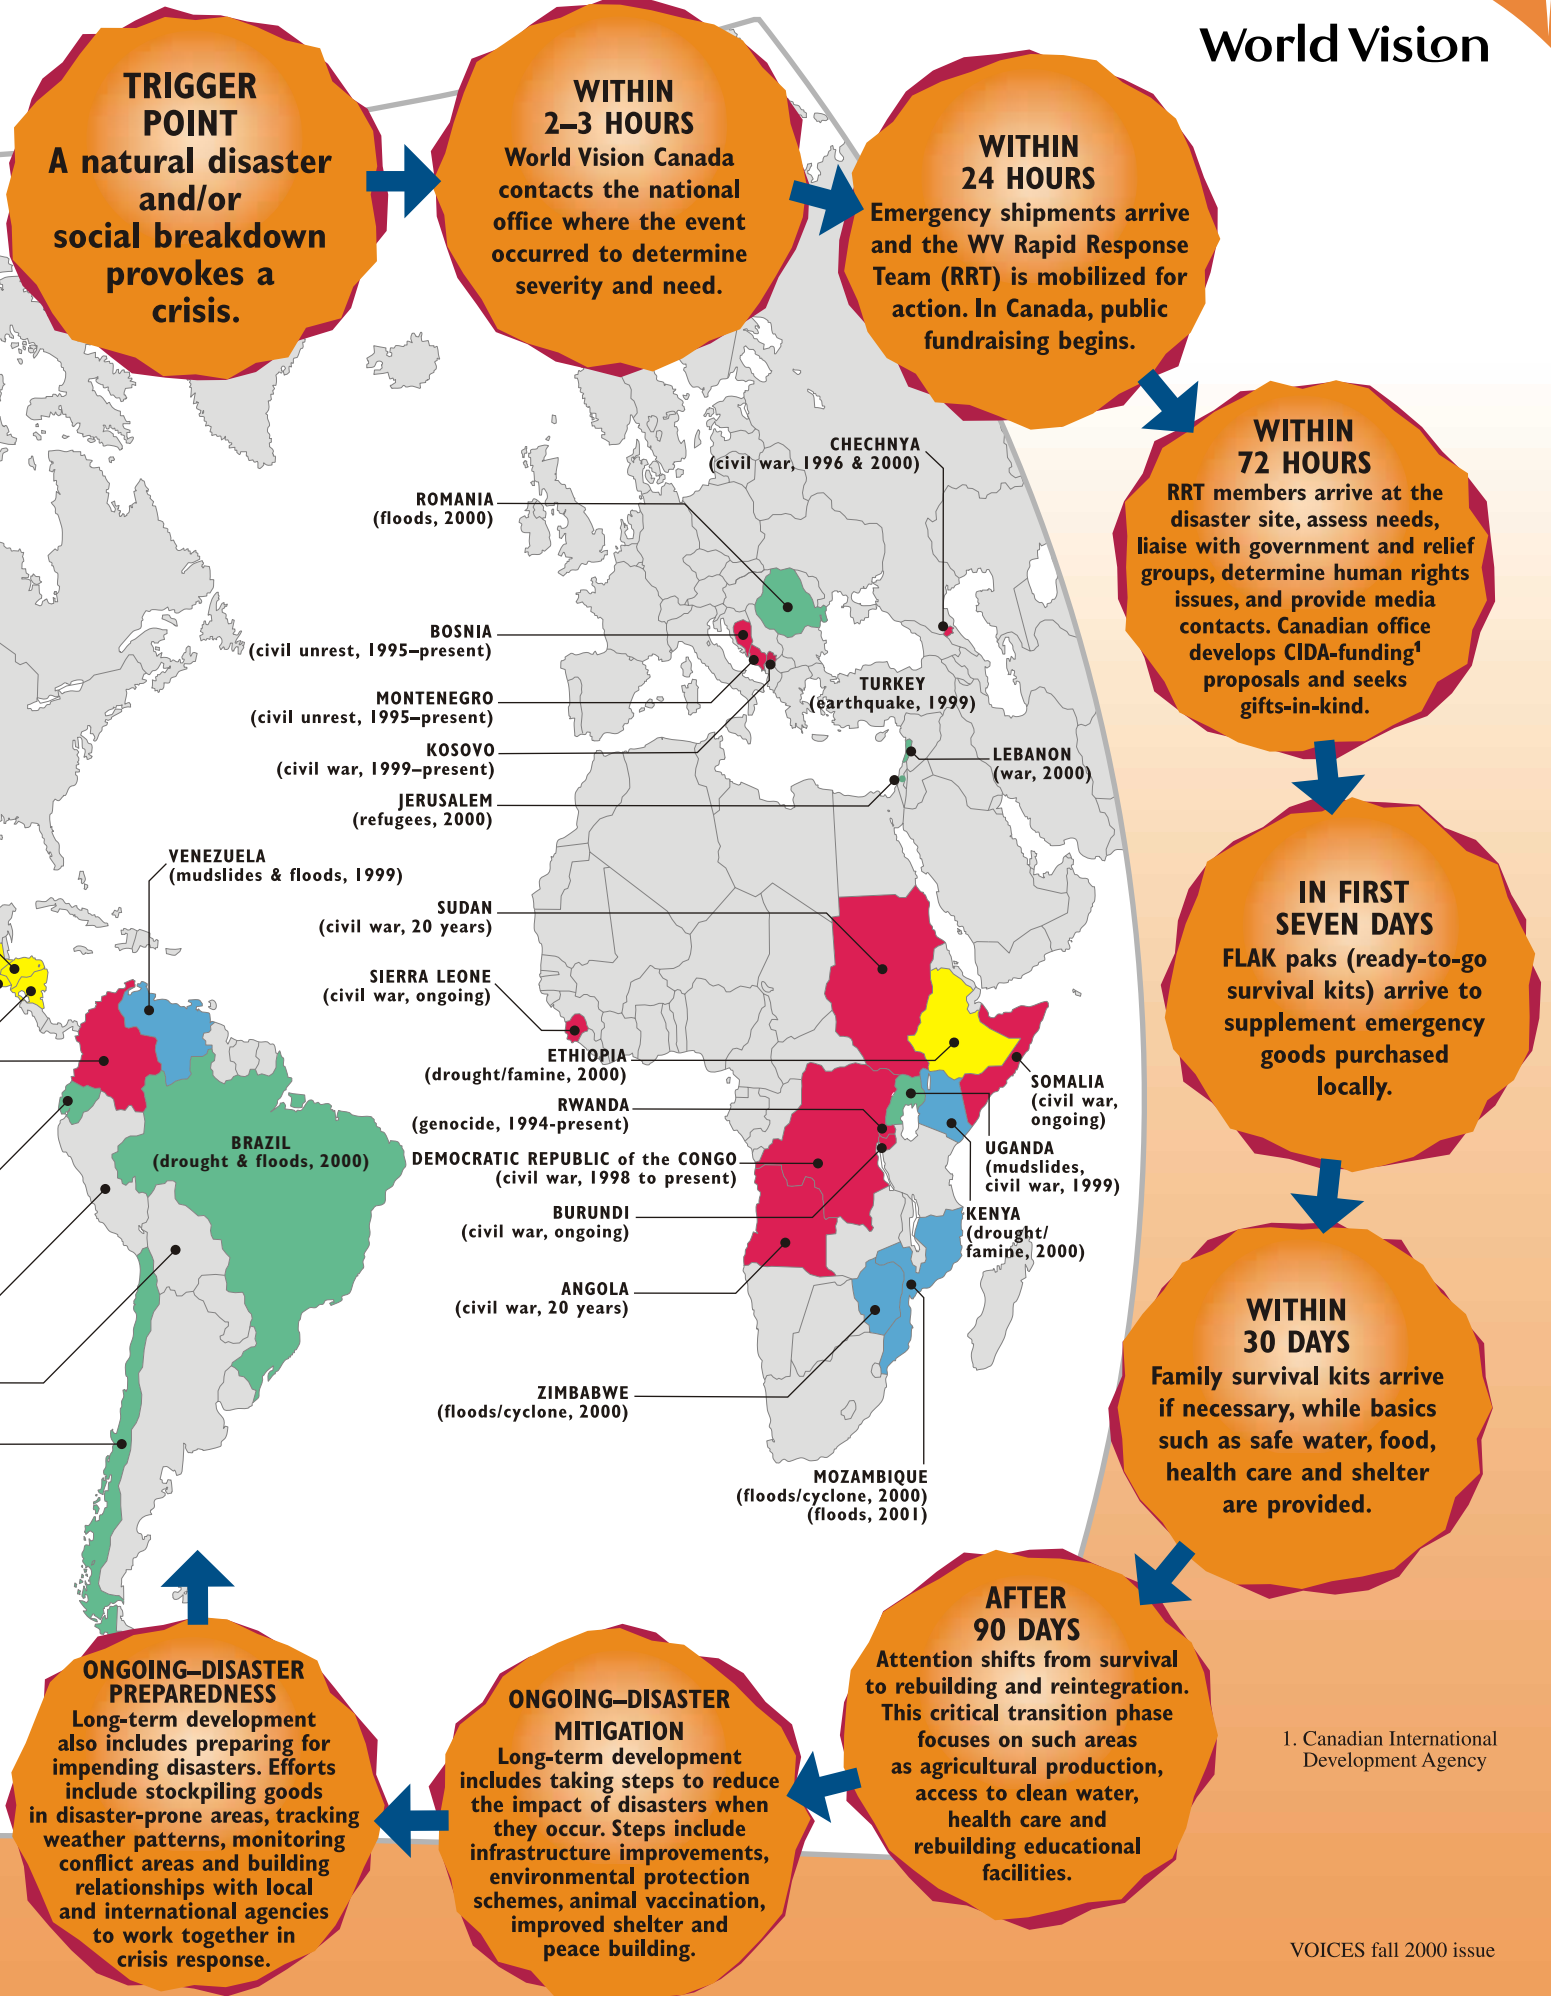 World Vision
TRIGGER
POINT
A natural disaster
and/or
social breakdown
provokes a
crisis.
WITHIN
2–3 HOURS
World Vision Canada
contacts the national
office where the event
occurred to determine
severity and need.
WITHIN
24 HOURS
Emergency shipments arrive
and the WV Rapid Response
Team (RRT) is mobilized for
action. In Canada, public
fundraising begins.
WITHIN
72 HOURS
RRT members arrive at the
disaster site, assess needs,
liaise with government and relief
groups, determine human rights
issues, and provide media
contacts. Canadian office
develops CIDA-funding¹
proposals and seeks
gifts-in-kind.
IN FIRST
SEVEN DAYS
FLAK paks (ready-to-go
survival kits) arrive to
supplement emergency
goods purchased
locally.
WITHIN
30 DAYS
Family survival kits arrive
if necessary, while basics
such as safe water, food,
health care and shelter
are provided.
AFTER
90 DAYS
Attention shifts from survival
to rebuilding and reintegration.
This critical transition phase
focuses on such areas
as agricultural production,
access to clean water,
health care and
rebuilding educational
facilities.
ONGOING–DISASTER
MITIGATION
Long-term development
includes taking steps to reduce
the impact of disasters when
they occur. Steps include
infrastructure improvements,
environmental protection
schemes, animal vaccination,
improved shelter and
peace building.
ONGOING–DISASTER
PREPAREDNESS
Long-term development
also includes preparing for
impending disasters. Efforts
include stockpiling goods
in disaster-prone areas, tracking
weather patterns, monitoring
conflict areas and building
relationships with local
and international agencies
to work together in
crisis response.
CHECHNYA
(civil war, 1996 & 2000)
ROMANIA
(floods, 2000)
BOSNIA
(civil unrest, 1995–present)
MONTENEGRO
(civil unrest, 1995–present)
KOSOVO
(civil war, 1999–present)
JERUSALEM
(refugees, 2000)
TURKEY
(earthquake, 1999)
LEBANON
(war, 2000)
VENEZUELA
(mudslides & floods, 1999)
SUDAN
(civil war, 20 years)
SIERRA LEONE
(civil war, ongoing)
ETHIOPIA
(drought/famine, 2000)
RWANDA
(genocide, 1994-present)
DEMOCRATIC REPUBLIC of the CONGO
(civil war, 1998 to present)
BURUNDI
(civil war, ongoing)
ANGOLA
(civil war, 20 years)
ZIMBABWE
(floods/cyclone, 2000)
MOZAMBIQUE
(floods/cyclone, 2000)
(floods, 2001)
SOMALIA
(civil war,
ongoing)
UGANDA
(mudslides,
civil war, 1999)
KENYA
(drought/
famine, 2000)
BRAZIL
(drought & floods, 2000)
1. Canadian International
Development Agency
VOICES fall 2000 issue